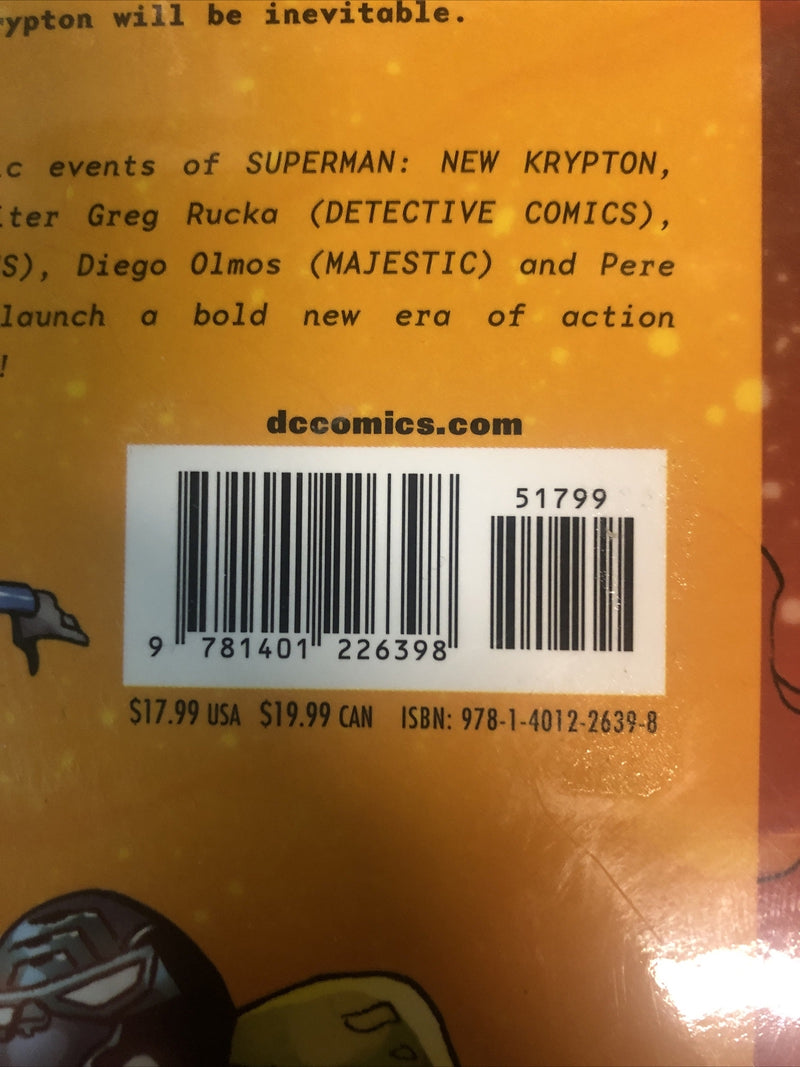 rypton will be inevitable.
c events of SUPERMAN: NEW KRYPTON,
iter Greg Rucka (DETECTIVE COMICS),
S), Diego Olmos (MAJESTIC) and Pere
launch a bold new era of action
!
dccomics.com
51799
9 781401 226398
$17.99 USA $19.99 CAN ISBN: 978-1-4012-2639-8